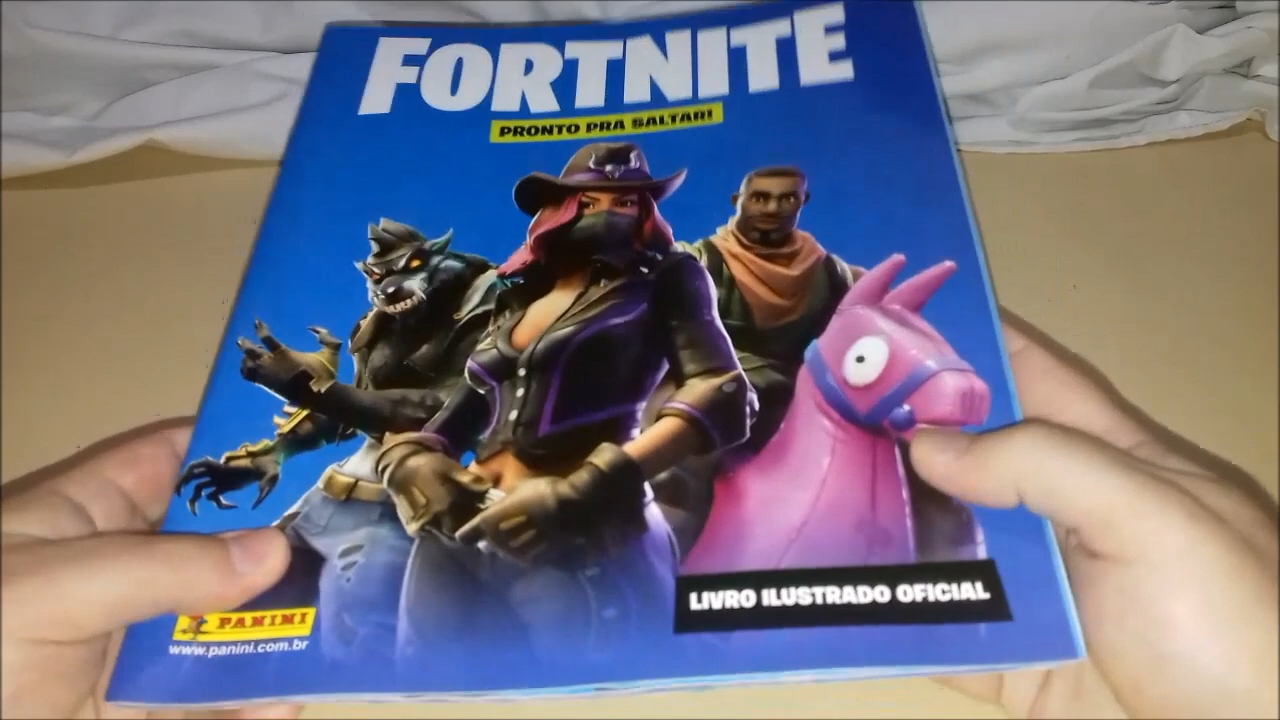 FORTNITE
PRONTO PRA SALTAR!
LIVRO ILUSTRADO OFICIAL
PANINI
www.panini.com.br